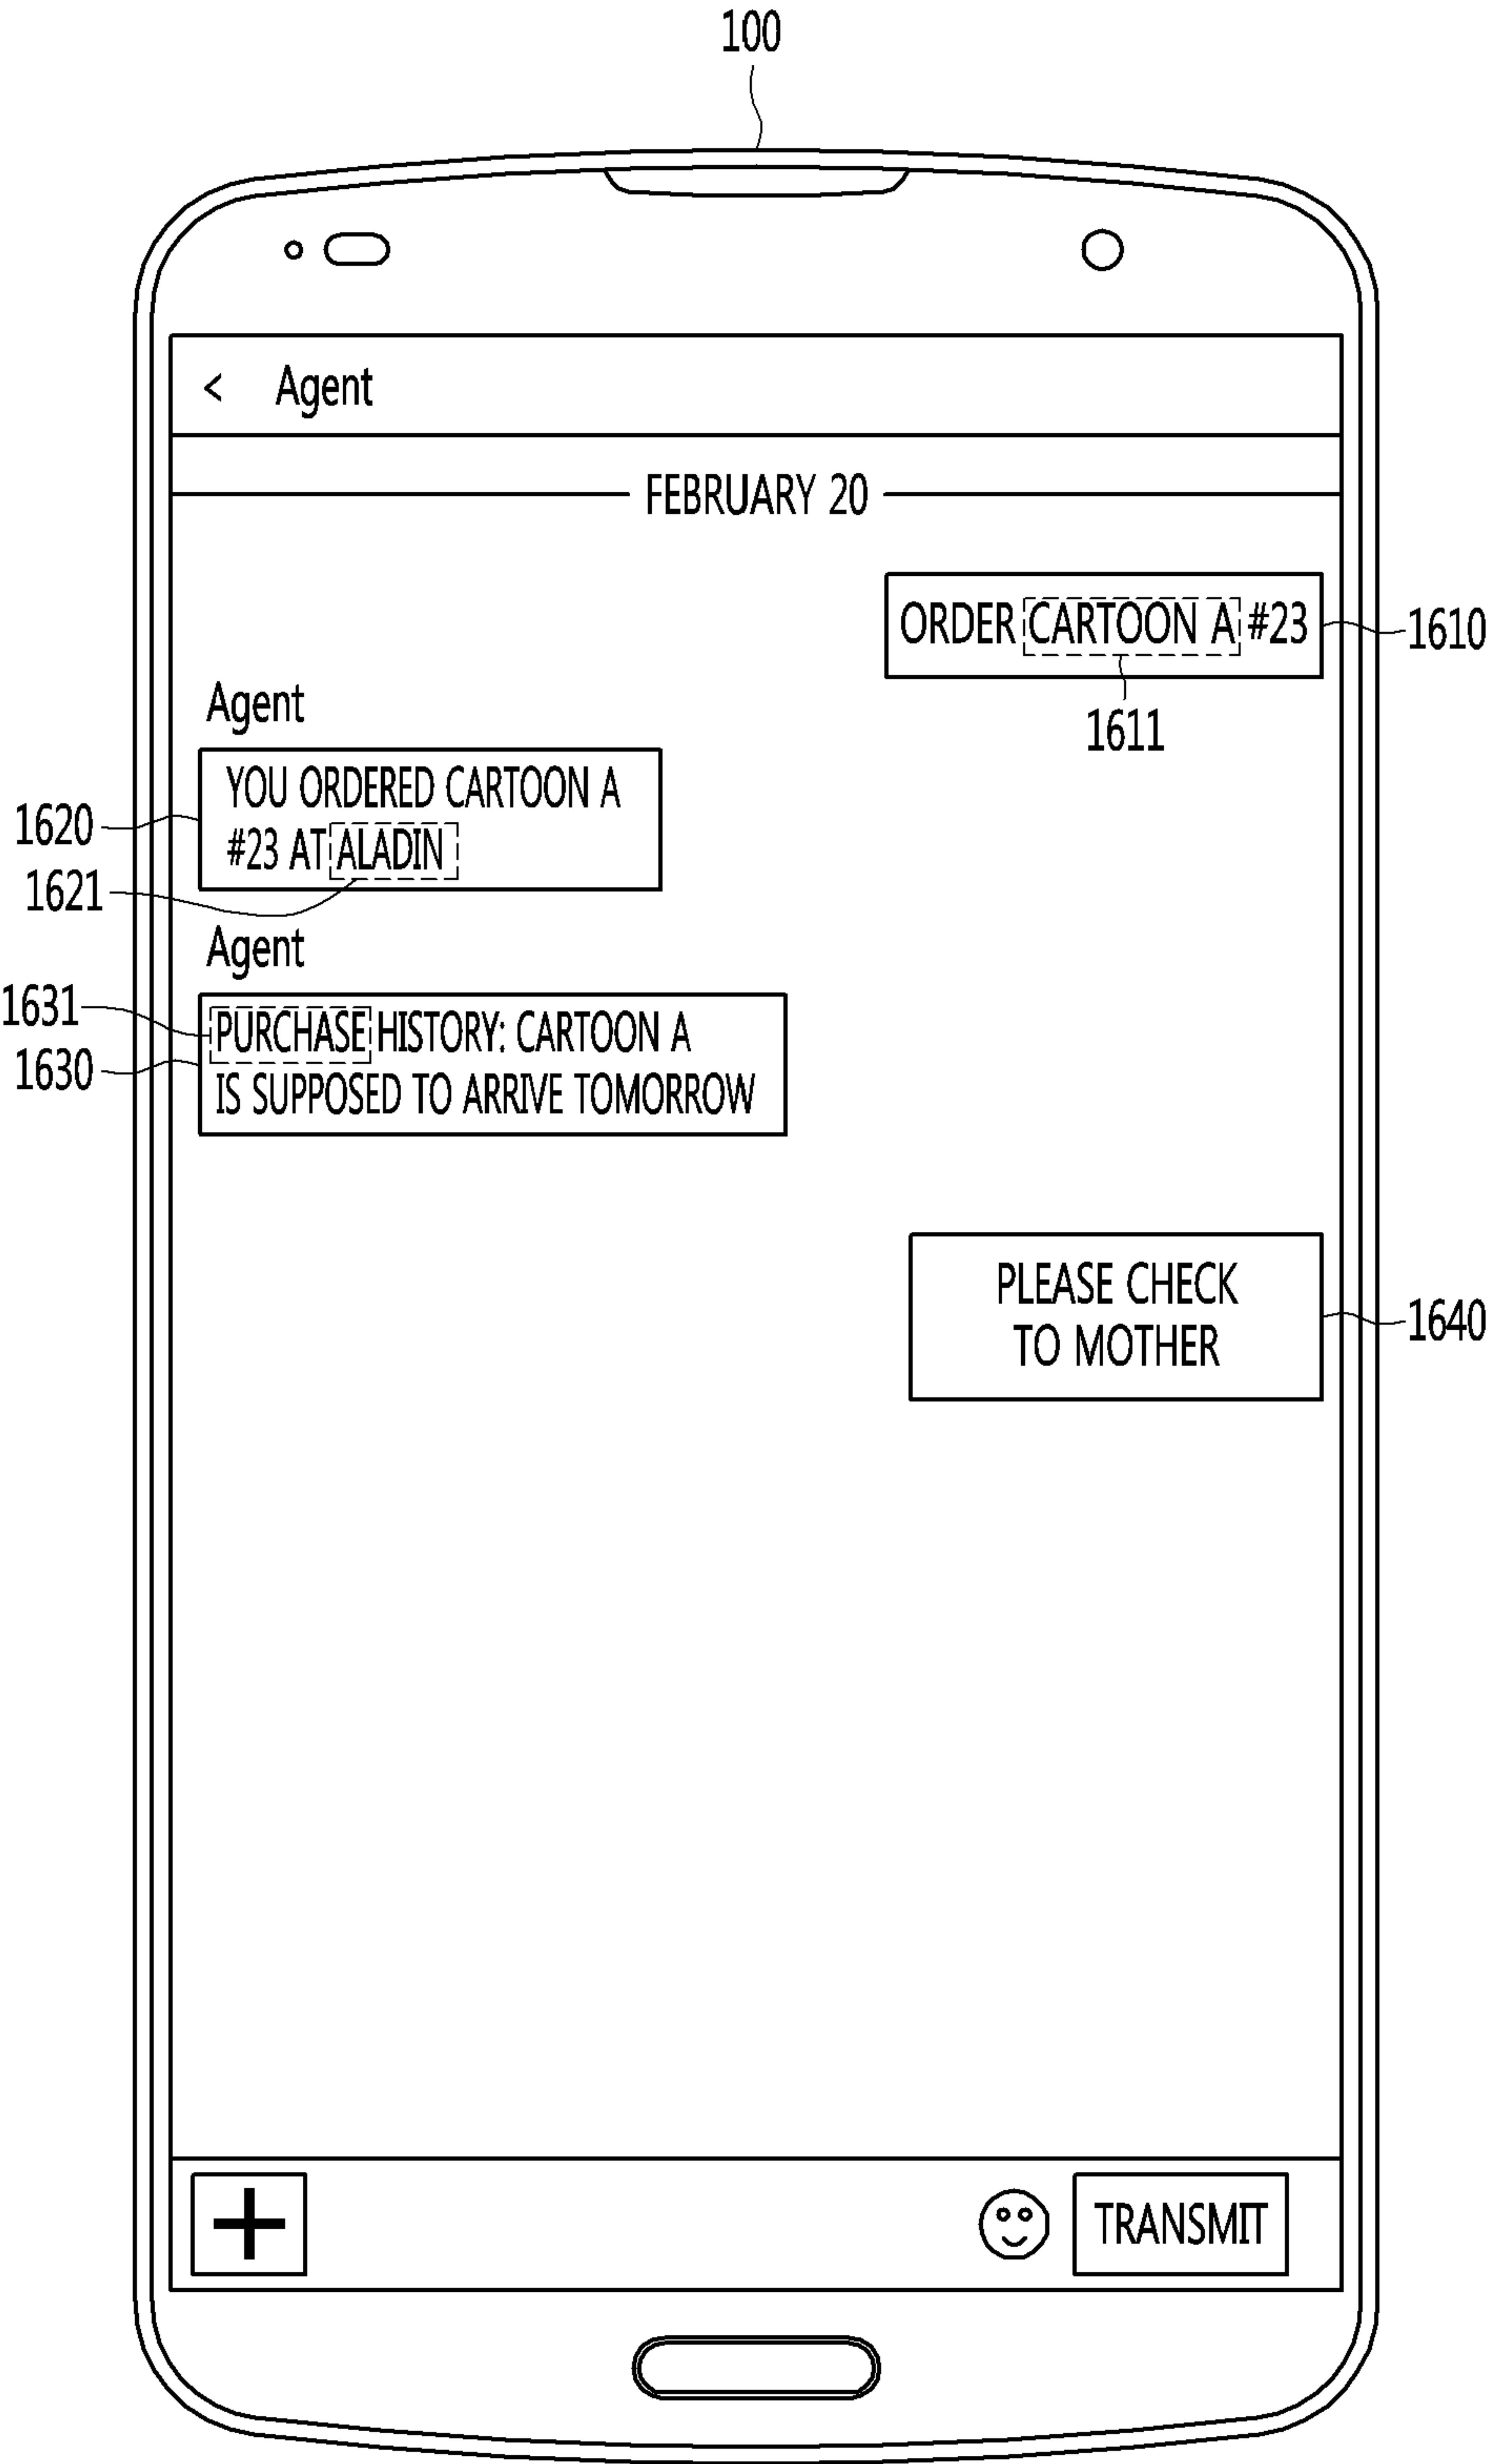 100
< Agent
FEBRUARY 20
ORDER CARTOON A #23
1610
1611
Agent
YOU ORDERED CARTOON A
#23 AT ALADIN
1620
1621
Agent
1631
PURCHASE HISTORY: CARTOON A
IS SUPPOSED TO ARRIVE TOMORROW
1630
PLEASE CHECK
TO MOTHER
1640
TRANSMIT